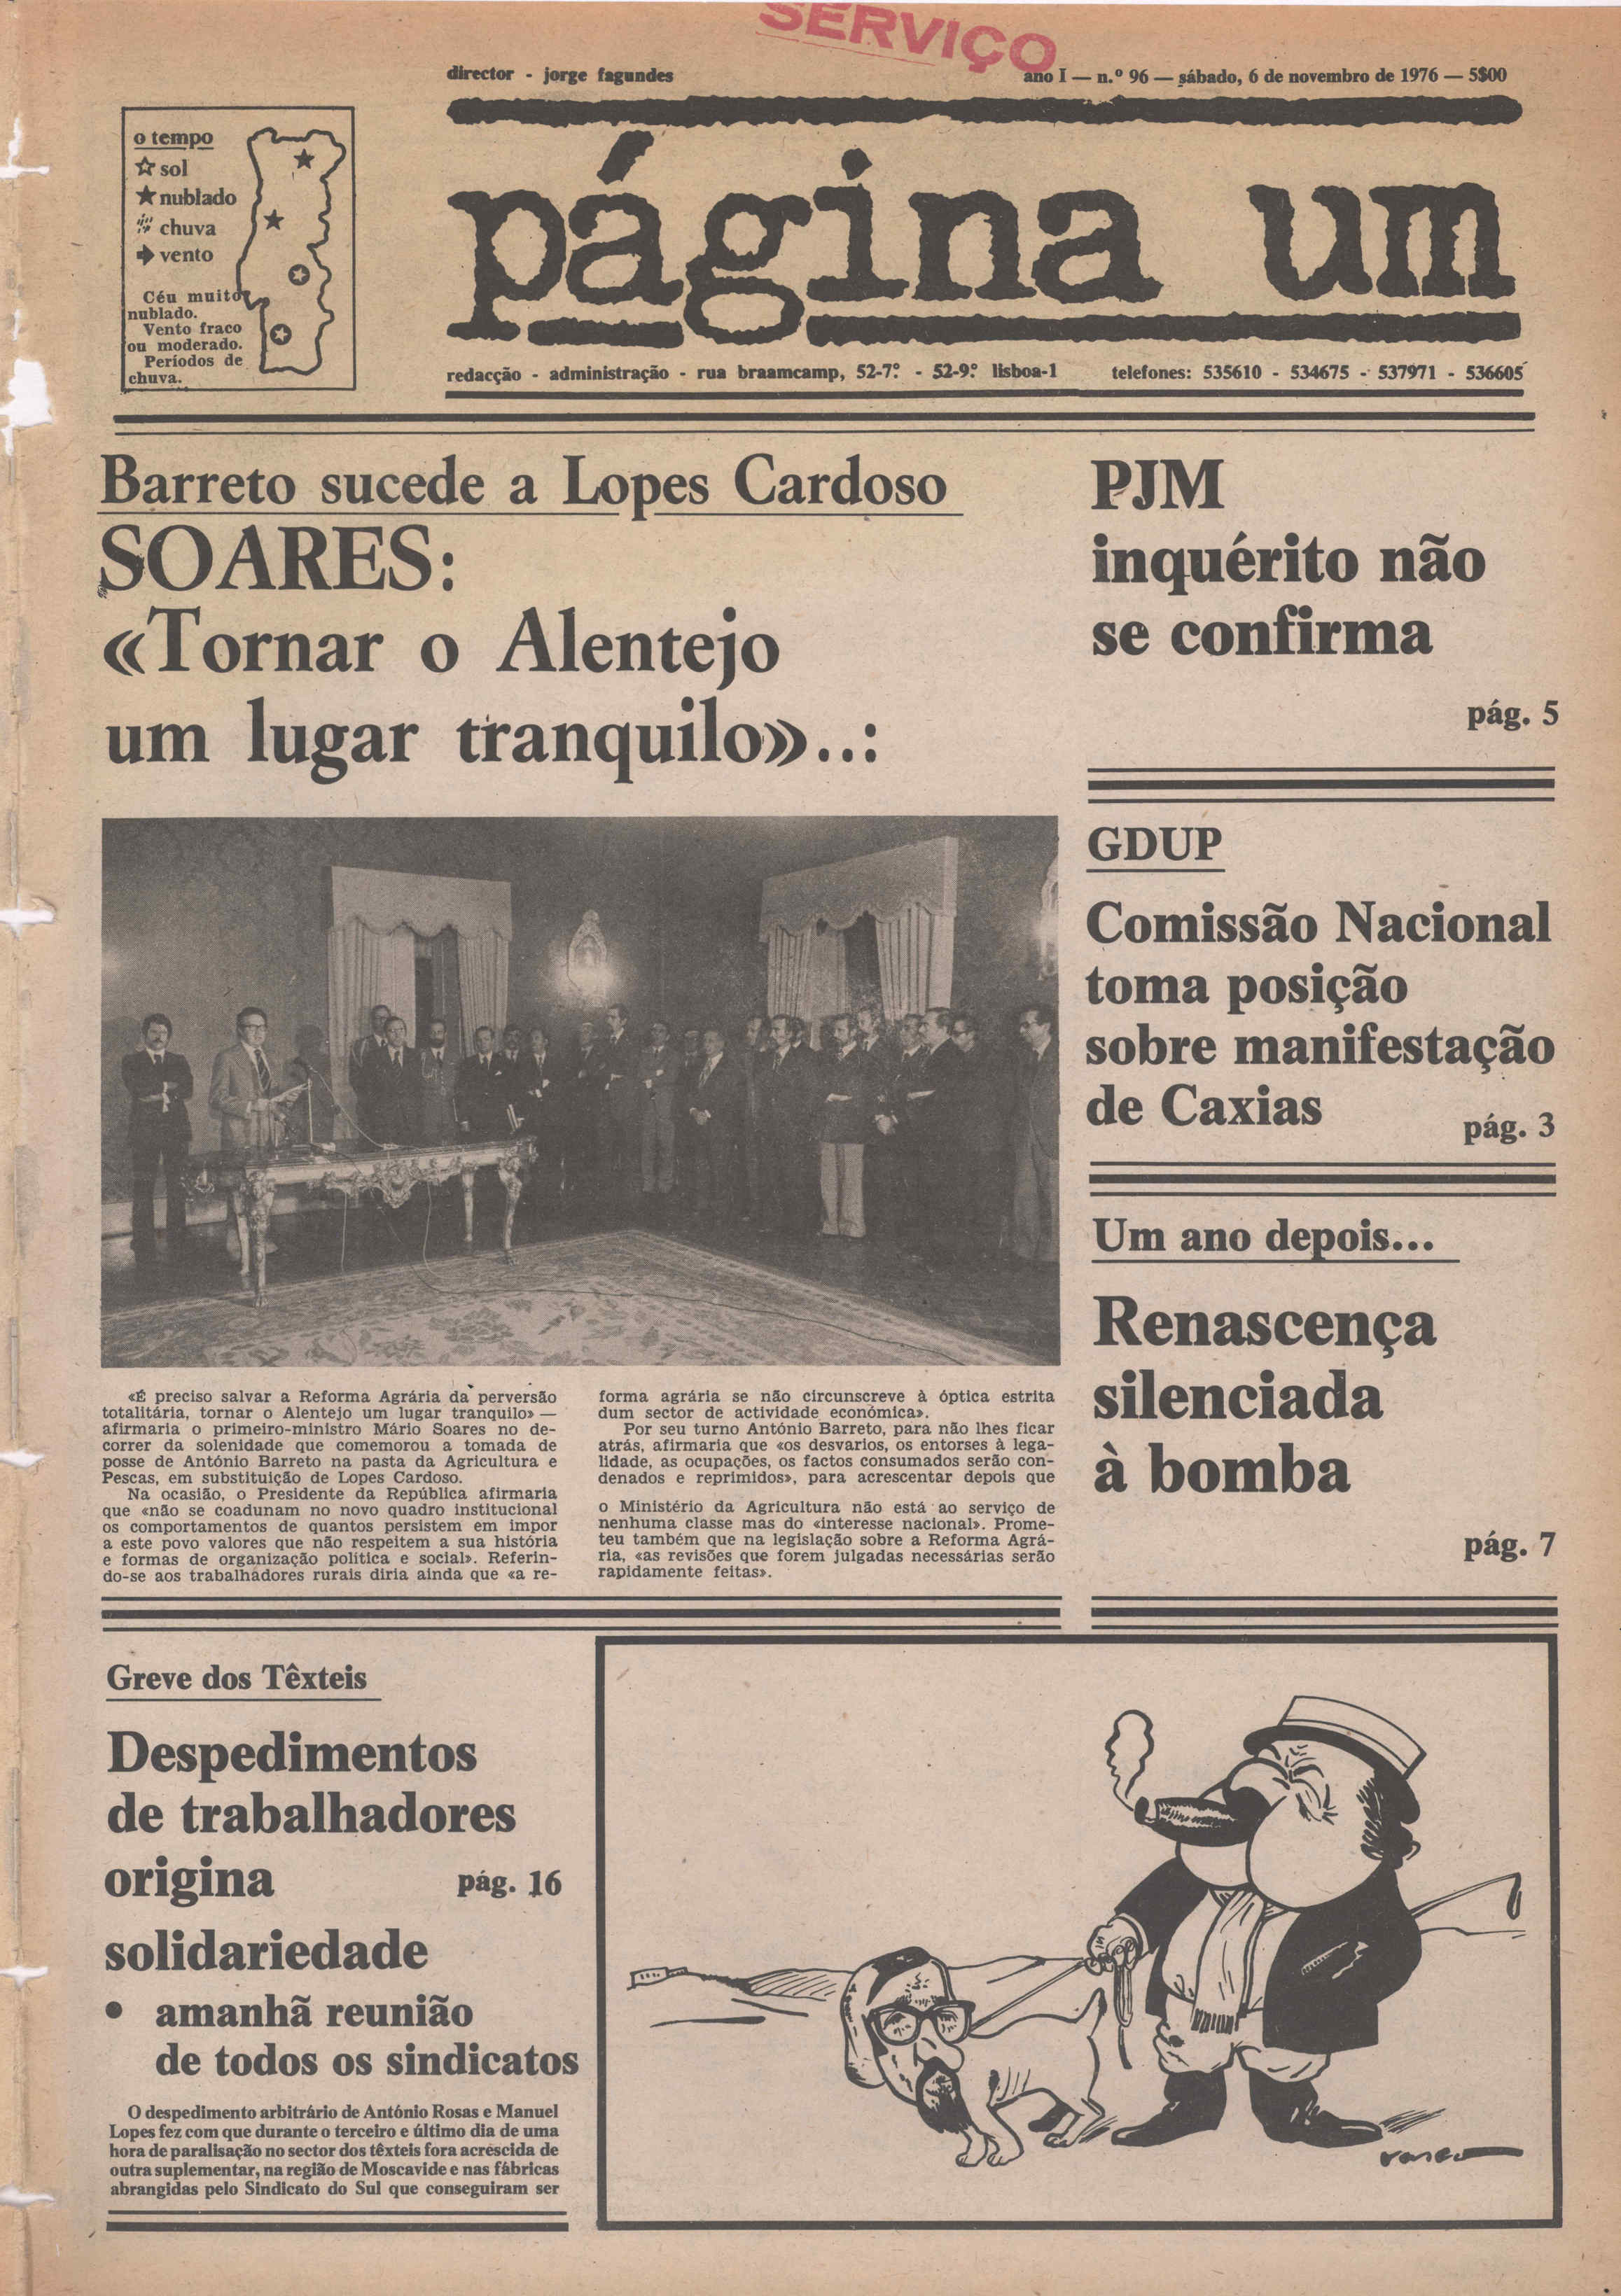 SERVIÇO
director - jorge fagundes
ano I — n.º 96 — sábado, 6 de novembro de 1976 — 5$00
o tempo
sol
nublado
chuva
vento
Céu muito
nublado.
Vento fraco
ou moderado.
Períodos de
chuva.
página um
redacção - administração - rua braamcamp, 52-7.º - 52-9.º lisboa-1
telefones: 535610 - 534675 - 537971 - 536605
Barreto sucede a Lopes Cardoso
SOARES:
«Tornar o Alentejo
um lugar tranquilo»..:
«É preciso salvar a Reforma Agrária da perversão
totalitária, tornar o Alentejo um lugar tranquilo» —
afirmaria o primeiro-ministro Mário Soares no de-
correr da solenidade que comemorou a tomada de
posse de António Barreto na pasta da Agricultura e
Pescas, em substituição de Lopes Cardoso.
Na ocasião, o Presidente da República afirmaria
que «não se coadunam no novo quadro institucional
os comportamentos de quantos persistem em impor
a este povo valores que não respeitem a sua história
e formas de organização política e social». Referin-
do-se aos trabalhadores rurais diria ainda que «a re-
forma agrária se não circunscreve à óptica estrita
dum sector de actividade económica».
Por seu turno António Barreto, para não lhes ficar
atrás, afirmaria que «os desvarios, os entorses à lega-
lidade, as ocupações, os factos consumados serão con-
denados e reprimidos», para acrescentar depois que
o Ministério da Agricultura não está ao serviço de
nenhuma classe mas do «interesse nacional». Prome-
teu também que na legislação sobre a Reforma Agrá-
ria, «as revisões que forem julgadas necessárias serão
rapidamente feitas».
PJM
inquérito não
se confirma
pág. 5
GDUP
Comissão Nacional
toma posição
sobre manifestação
de Caxias
pág. 3
Um ano depois...
Renascença
silenciada
à bomba
pág. 7
Greve dos Têxteis
Despedimentos
de trabalhadores
origina
pág. 16
solidariedade
• amanhã reunião
de todos os sindicatos
O despedimento arbitrário de António Rosas e Manuel
Lopes fez com que durante o terceiro e último dia de uma
hora de paralisação no sector dos têxteis fora acrescida de
outra suplementar, na região de Moscavide e nas fábricas
abrangidas pelo Sindicato do Sul que conseguiram ser
vasco